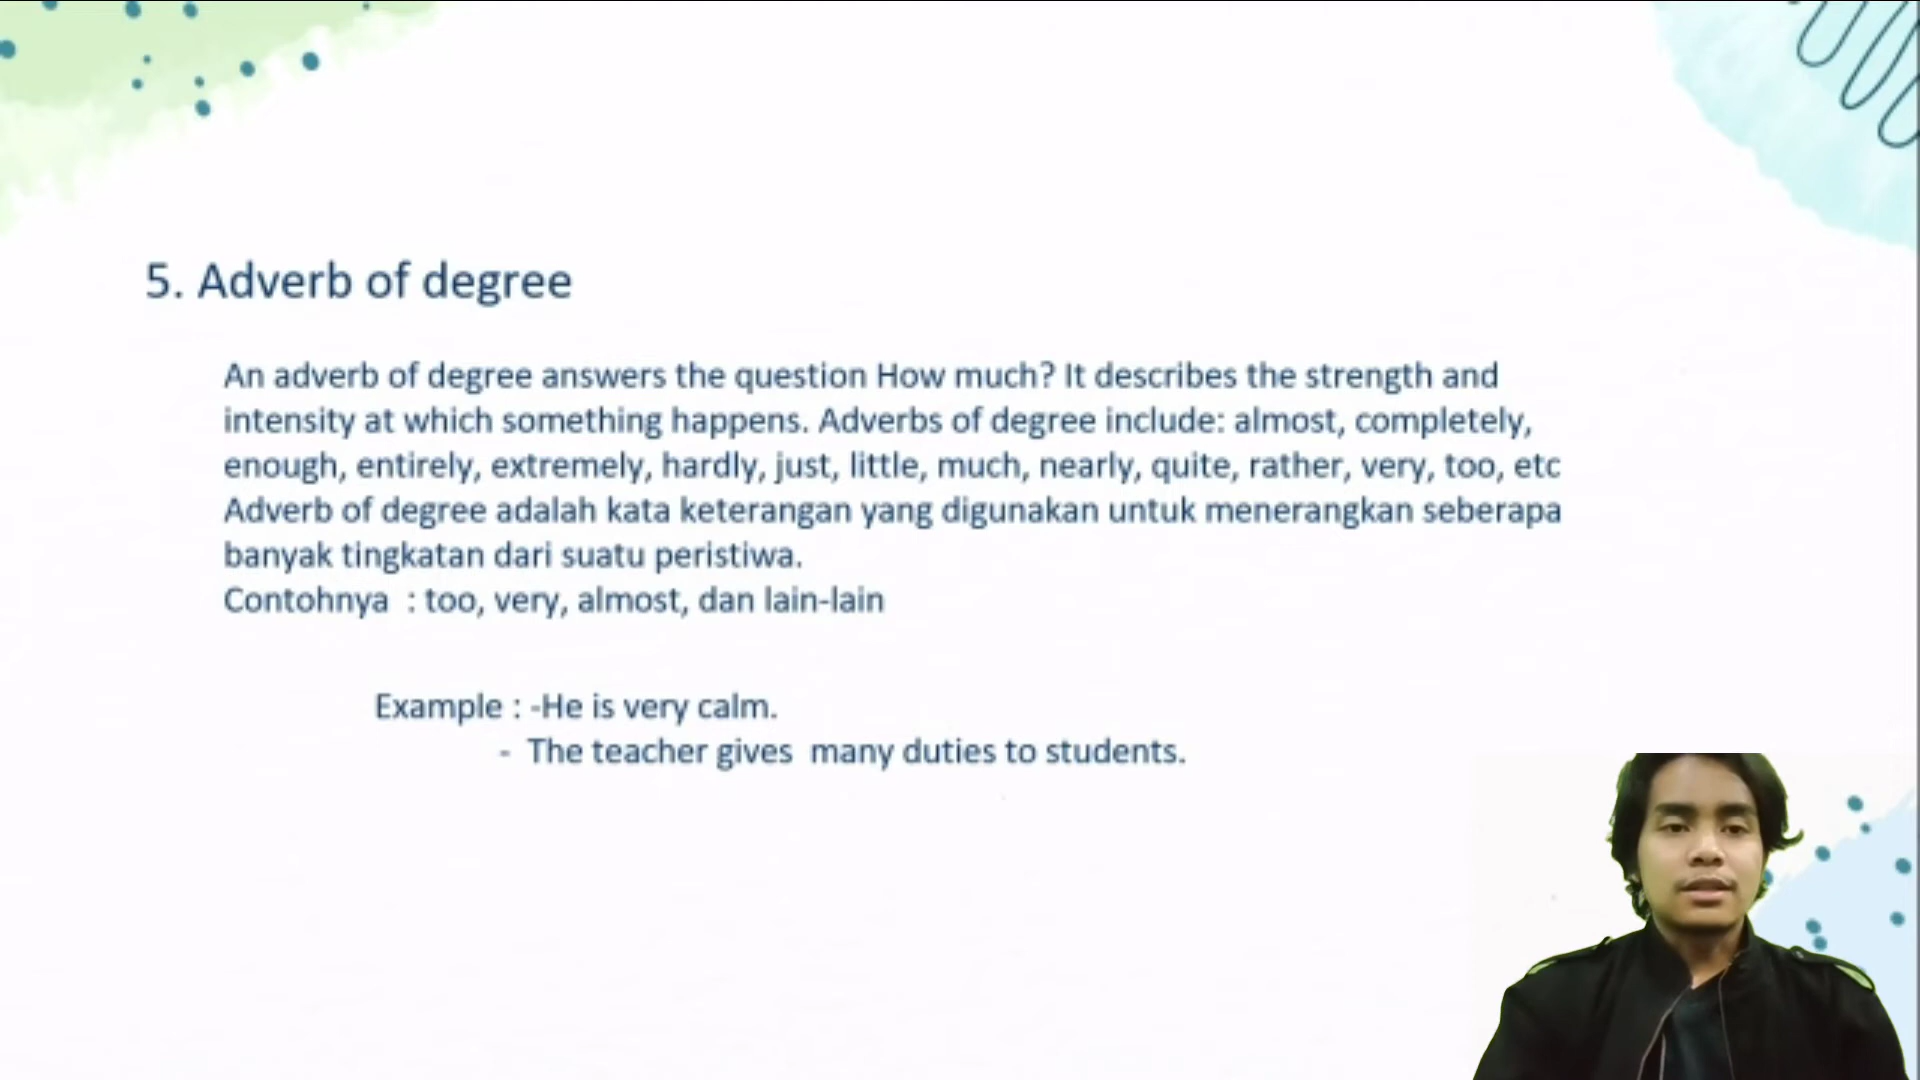 5. Adverb of degree
An adverb of degree answers the question How much? It describes the strength and
intensity at which something happens. Adverbs of degree include: almost, completely,
enough, entirely, extremely, hardly, just, little, much, nearly, quite, rather, very, too, etc
Adverb of degree adalah kata keterangan yang digunakan untuk menerangkan seberapa
banyak tingkatan dari suatu peristiwa.
Contohnya : too, very, almost, dan lain-lain
Example : -He is very calm.
- The teacher gives many duties to students.